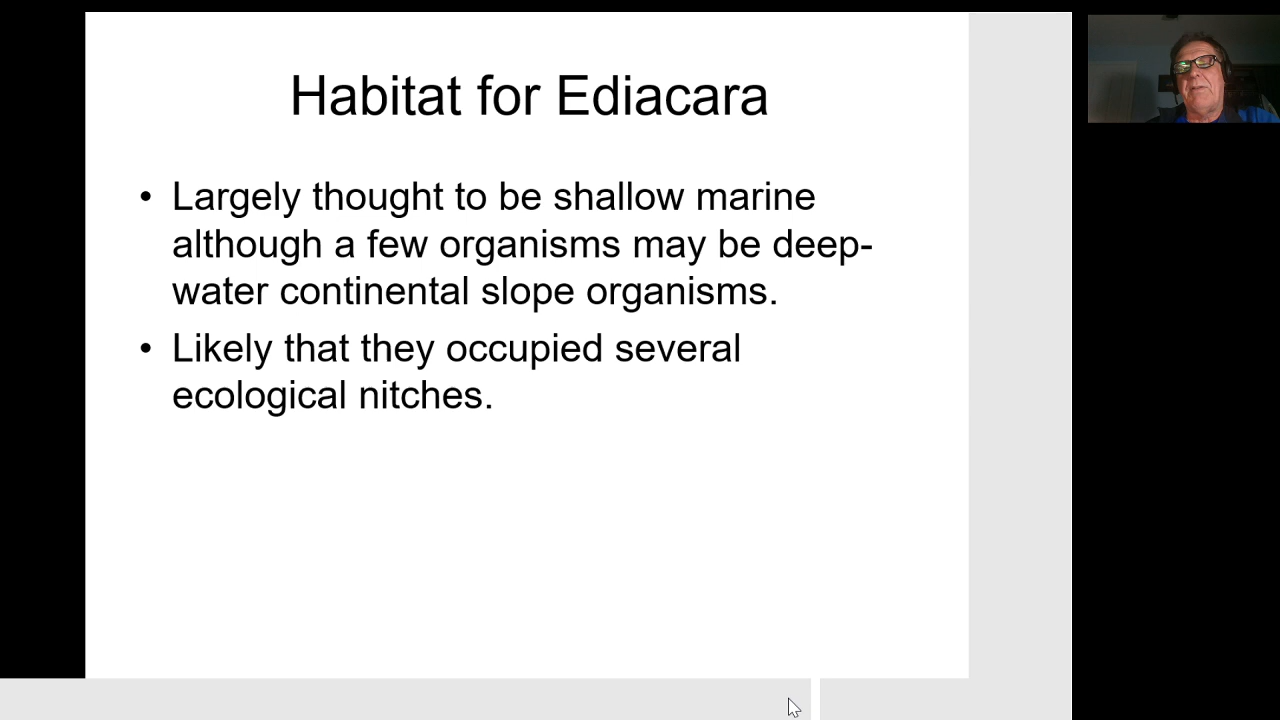 Habitat for Ediacara
• Largely thought to be shallow marine
although a few organisms may be deep-
water continental slope organisms.
• Likely that they occupied several
ecological nitches.